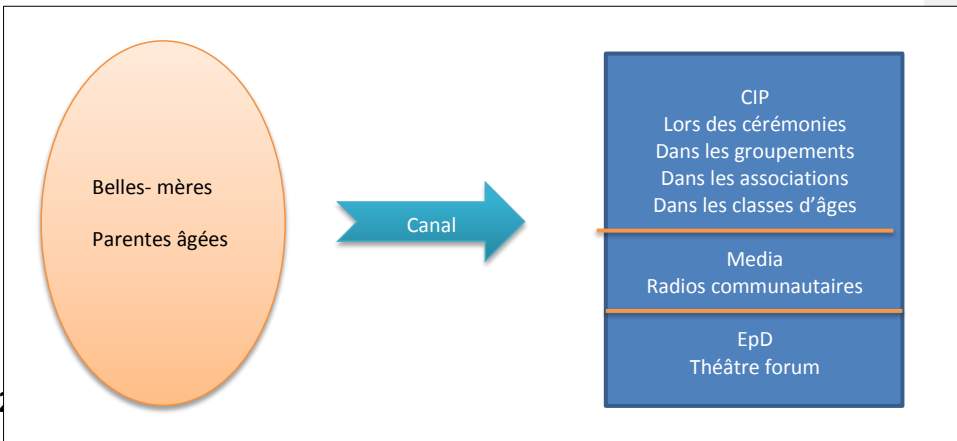 Belles- mères
Parentes âgées
Canal
CIP
Lors des cérémonies
Dans les groupements
Dans les associations
Dans les classes d’âges
Media
Radios communautaires
EpD
Théâtre forum